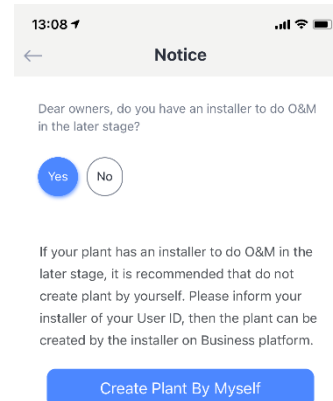 13:08
Notice
Dear owners, do you have an installer to do O&M
in the later stage?
Yes
No
If your plant has an installer to do O&M in the
later stage, it is recommended that do not
create plant by yourself. Please inform your
installer of your User ID, then the plant can be
created by the installer on Business platform.
Create Plant By Myself